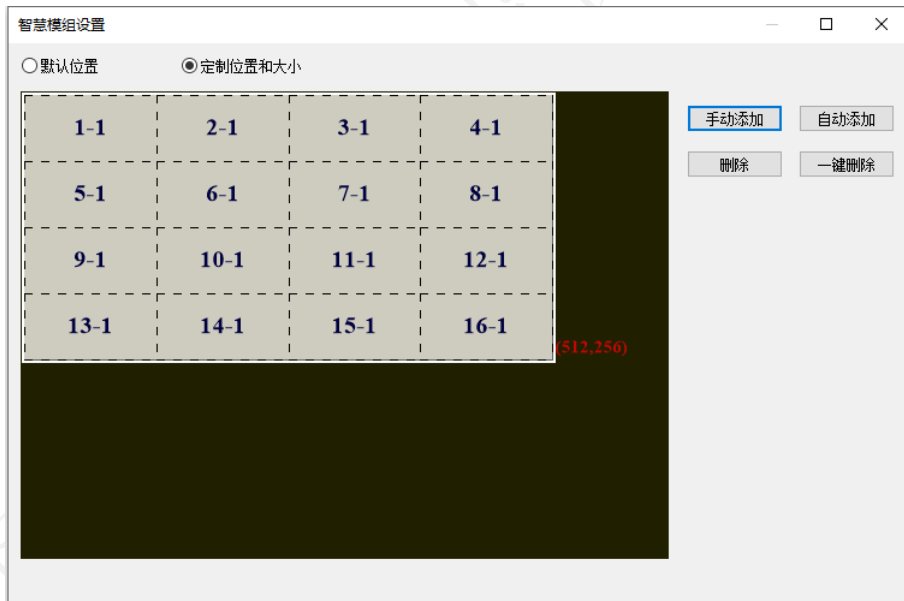 智慧模组设置
默认位置 定制位置和大小
手动添加 自动添加
删除 一键删除
1-1 2-1 3-1 4-1
5-1 6-1 7-1 8-1
9-1 10-1 11-1 12-1
13-1 14-1 15-1 16-1
(512,256)